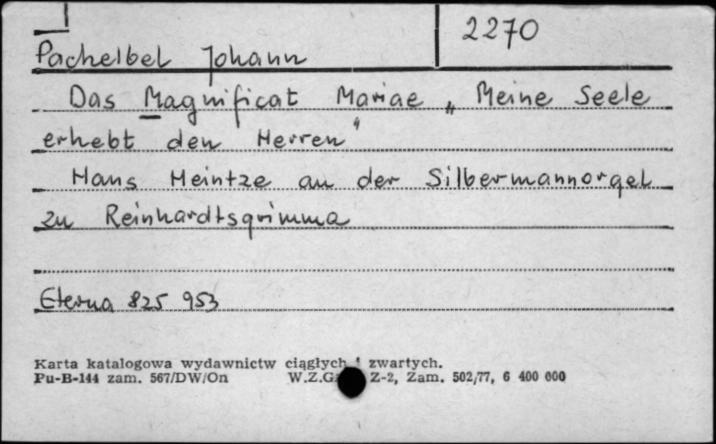 2270
Pachelbel Johann
Das Magnificat Mariae „Meine Seele
erhebt den Herren“
Hans Heintze an der Silbermannorgel
zu Reinhardtsgrimma
Eterna 825 953
Karta katalogowa wydawnictw ciągłych i zwartych.
Pu-B-144 zam. 567/DW/On W.Z.G. Z-2, Zam. 502/77, 6 400 000